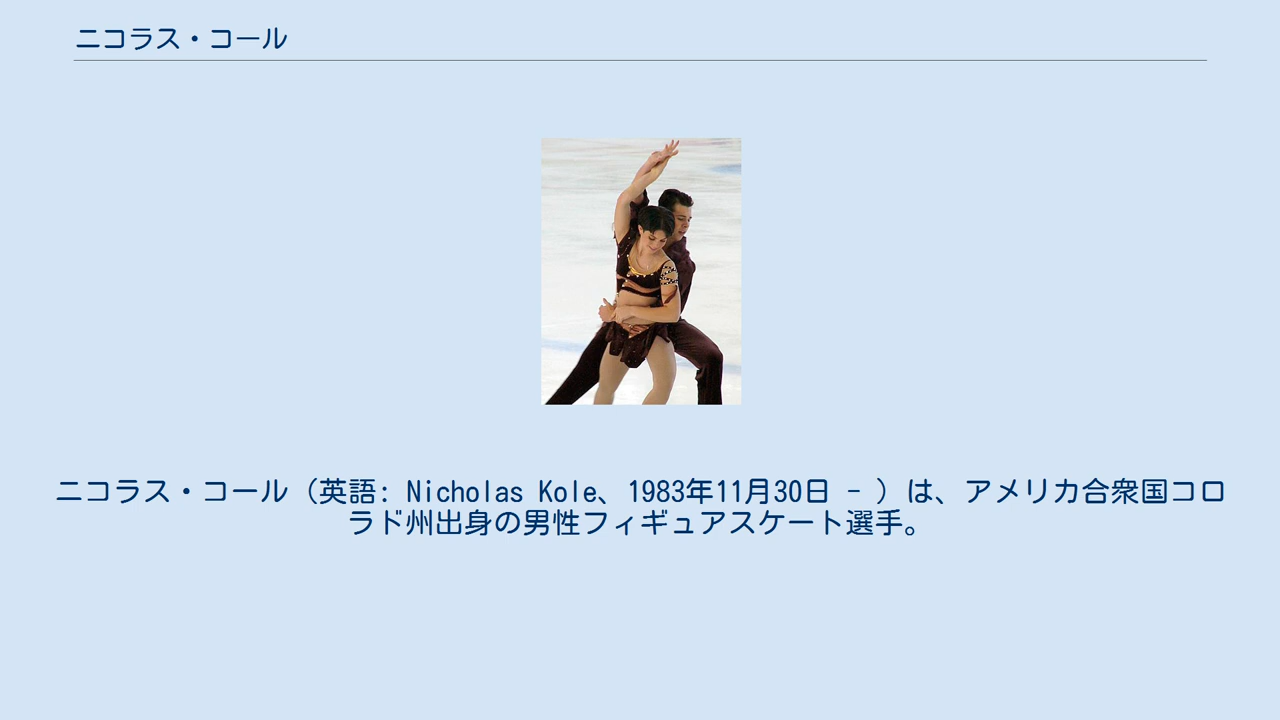 ニコラス・コール
ニコラス・コール（英語: Nicholas Kole、1983年11月30日 - ）は、アメリカ合衆国コロ
ラド州出身の男性フィギュアスケート選手。